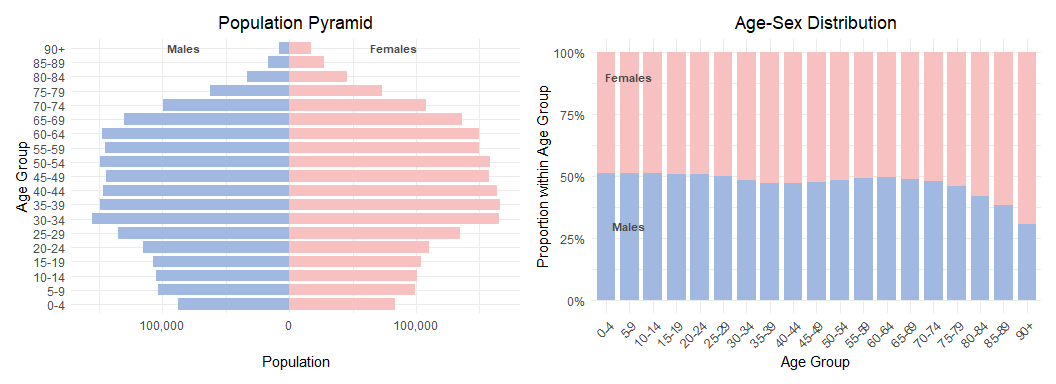 Population Pyramid
Males
Females
Age Group
90+
85-89
80-84
75-79
70-74
65-69
60-64
55-59
50-54
45-49
40-44
35-39
30-34
25-29
20-24
15-19
10-14
5-9
0-4
100,000 0 100,000
Population
Age-Sex Distribution
Proportion within Age Group
100%
75%
50%
25%
0%
Females
Males
0-4 5-9 10-14 15-19 20-24 25-29 30-34 35-39 40-44 45-49 50-54 55-59 60-64 65-69 70-74 75-79 80-84 85-89 90+
Age Group